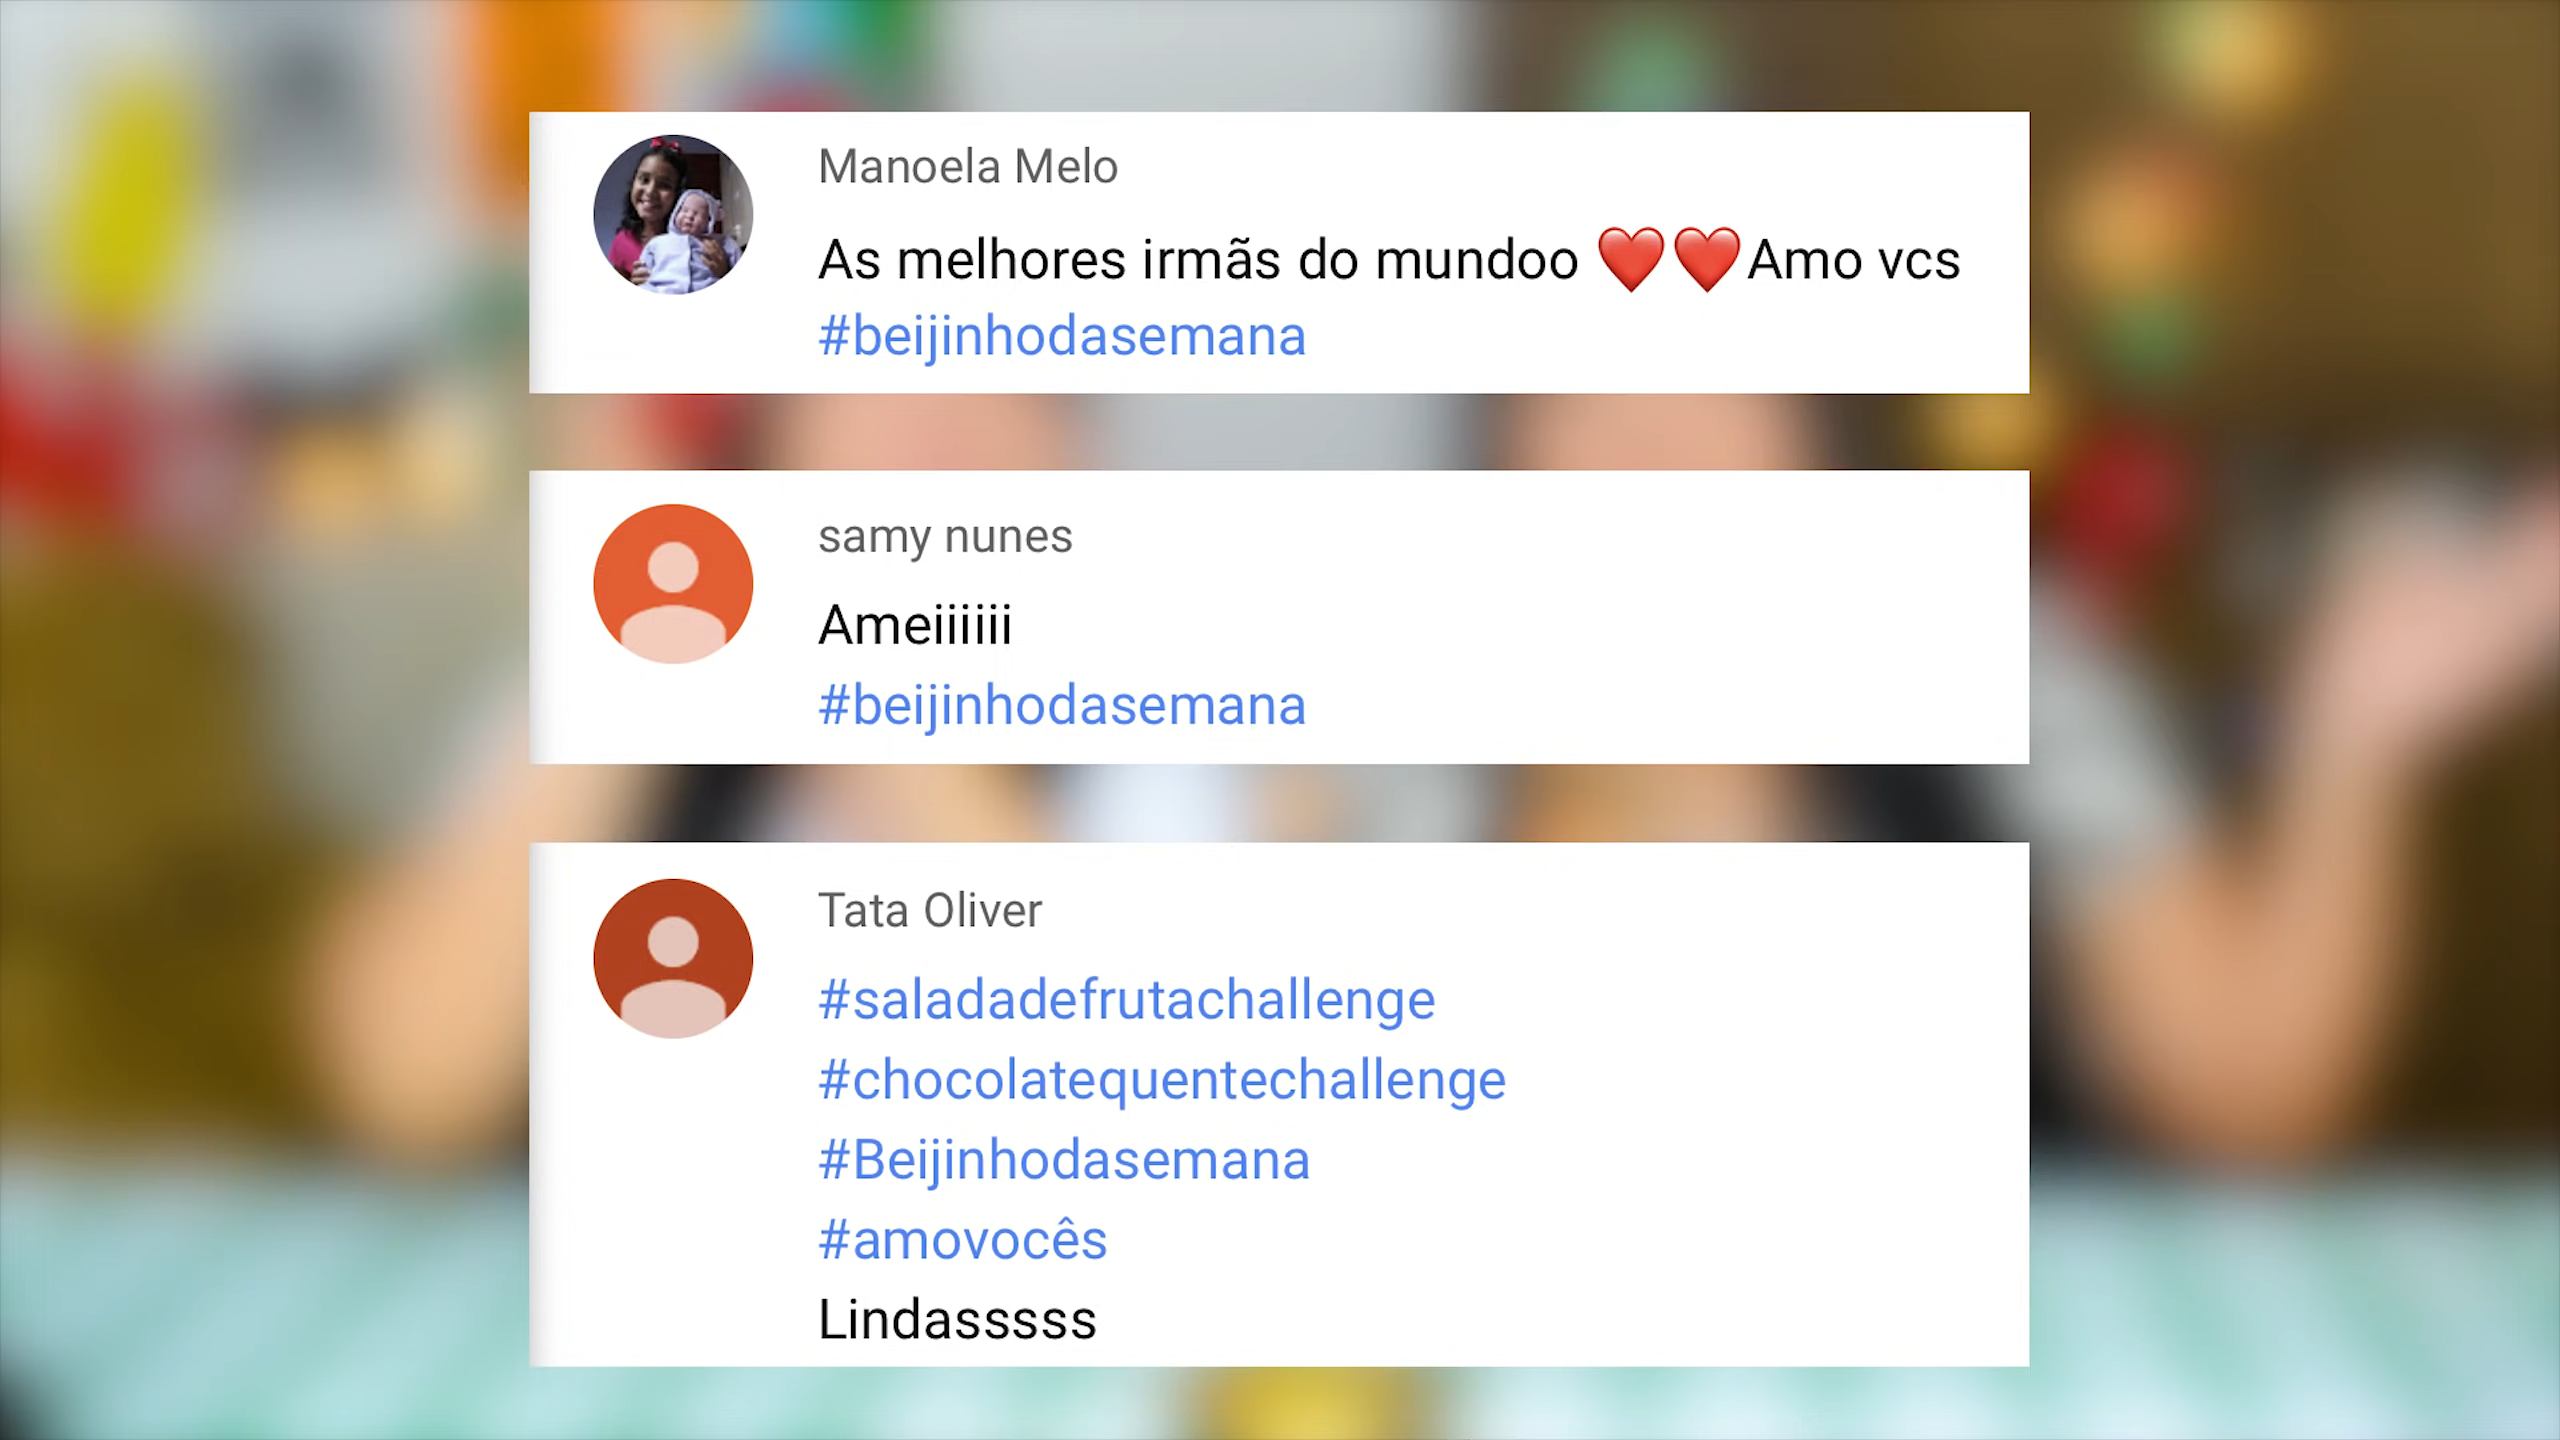 Manoela Melo
As melhores irmãs do mundoo ❤️❤️Amo vcs
#beijinhodasemana
samy nunes
Ameiiiiii
#beijinhodasemana
Tata Oliver
#saladadefrutachallenge
#chocolatequentechallenge
#Beijinhodasemana
#amovocês
Lindasssss